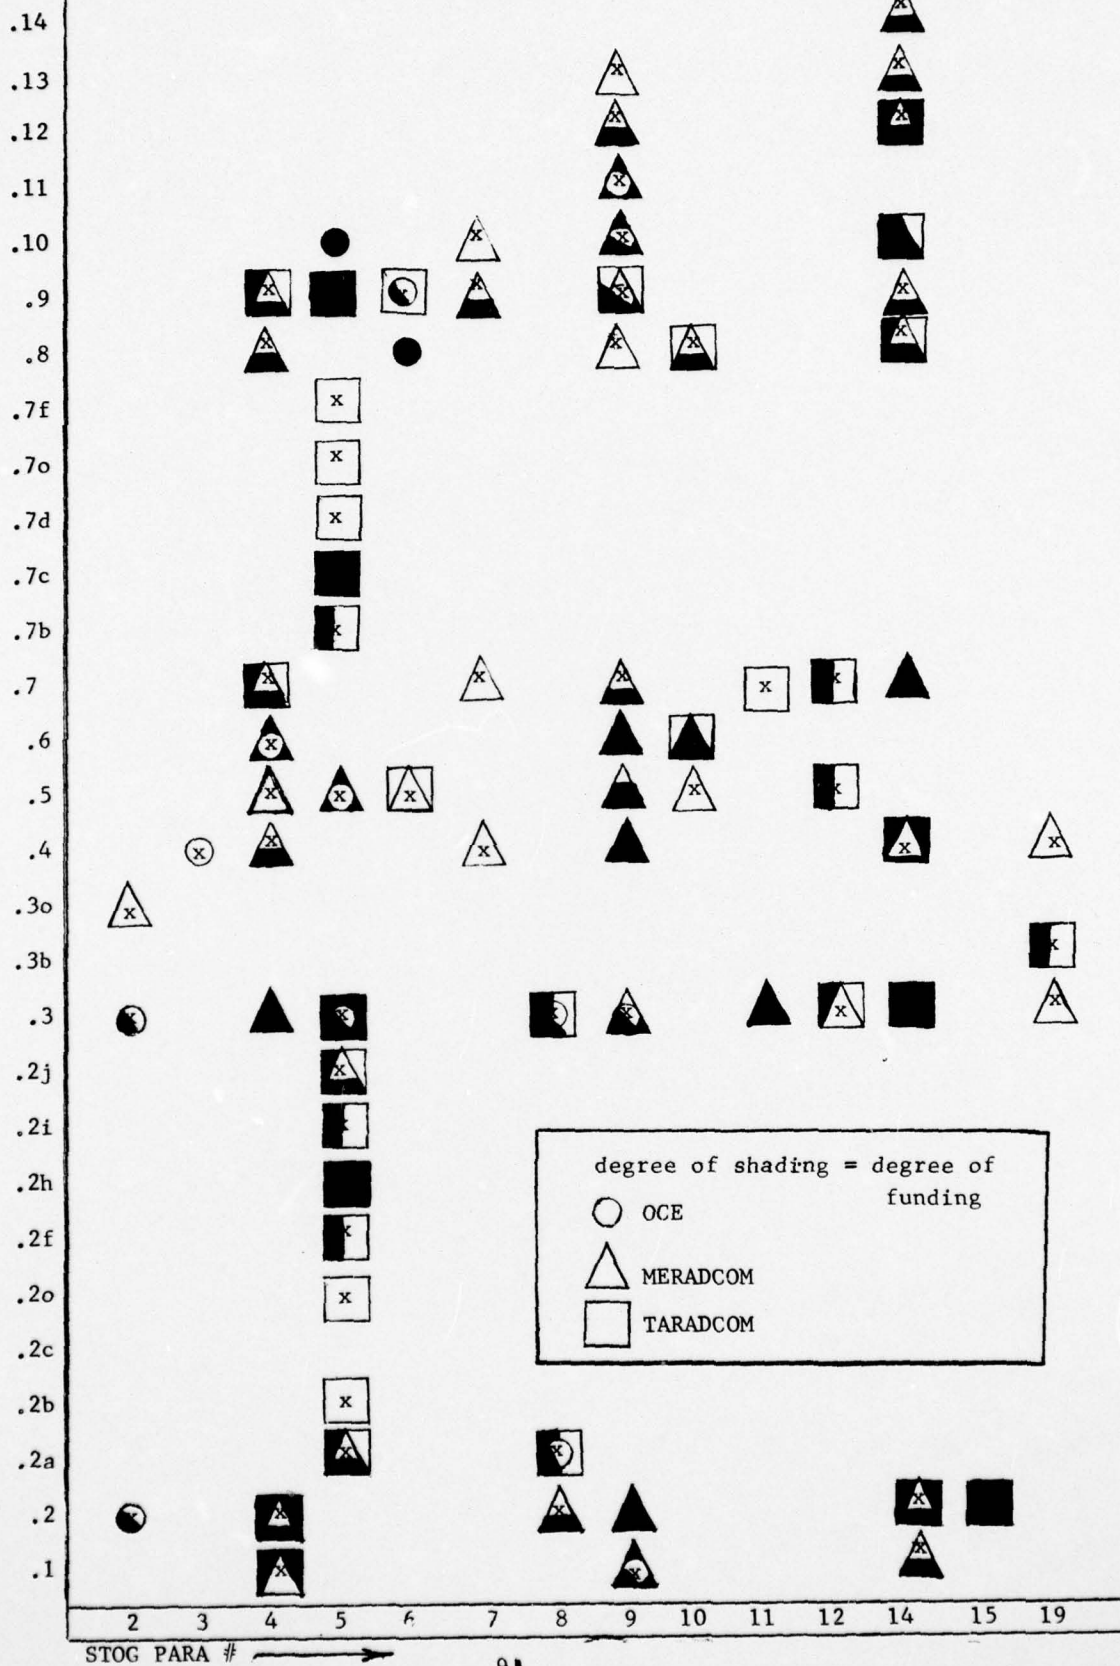 .14
.13
.12
.11
.10
.9
.8
.7f
.7o
.7d
.7c
.7b
.7
.6
.5
.4
.3o
.3b
.3
.2j
.2i
.2h
.2f
.2o
.2c
.2b
.2a
.2
.1
degree of shading = degree of
funding
OCE
MERADCOM
TARADCOM
2 3 4 5 6 7 8 9 10 11 12 14 15 19
STOG PARA #